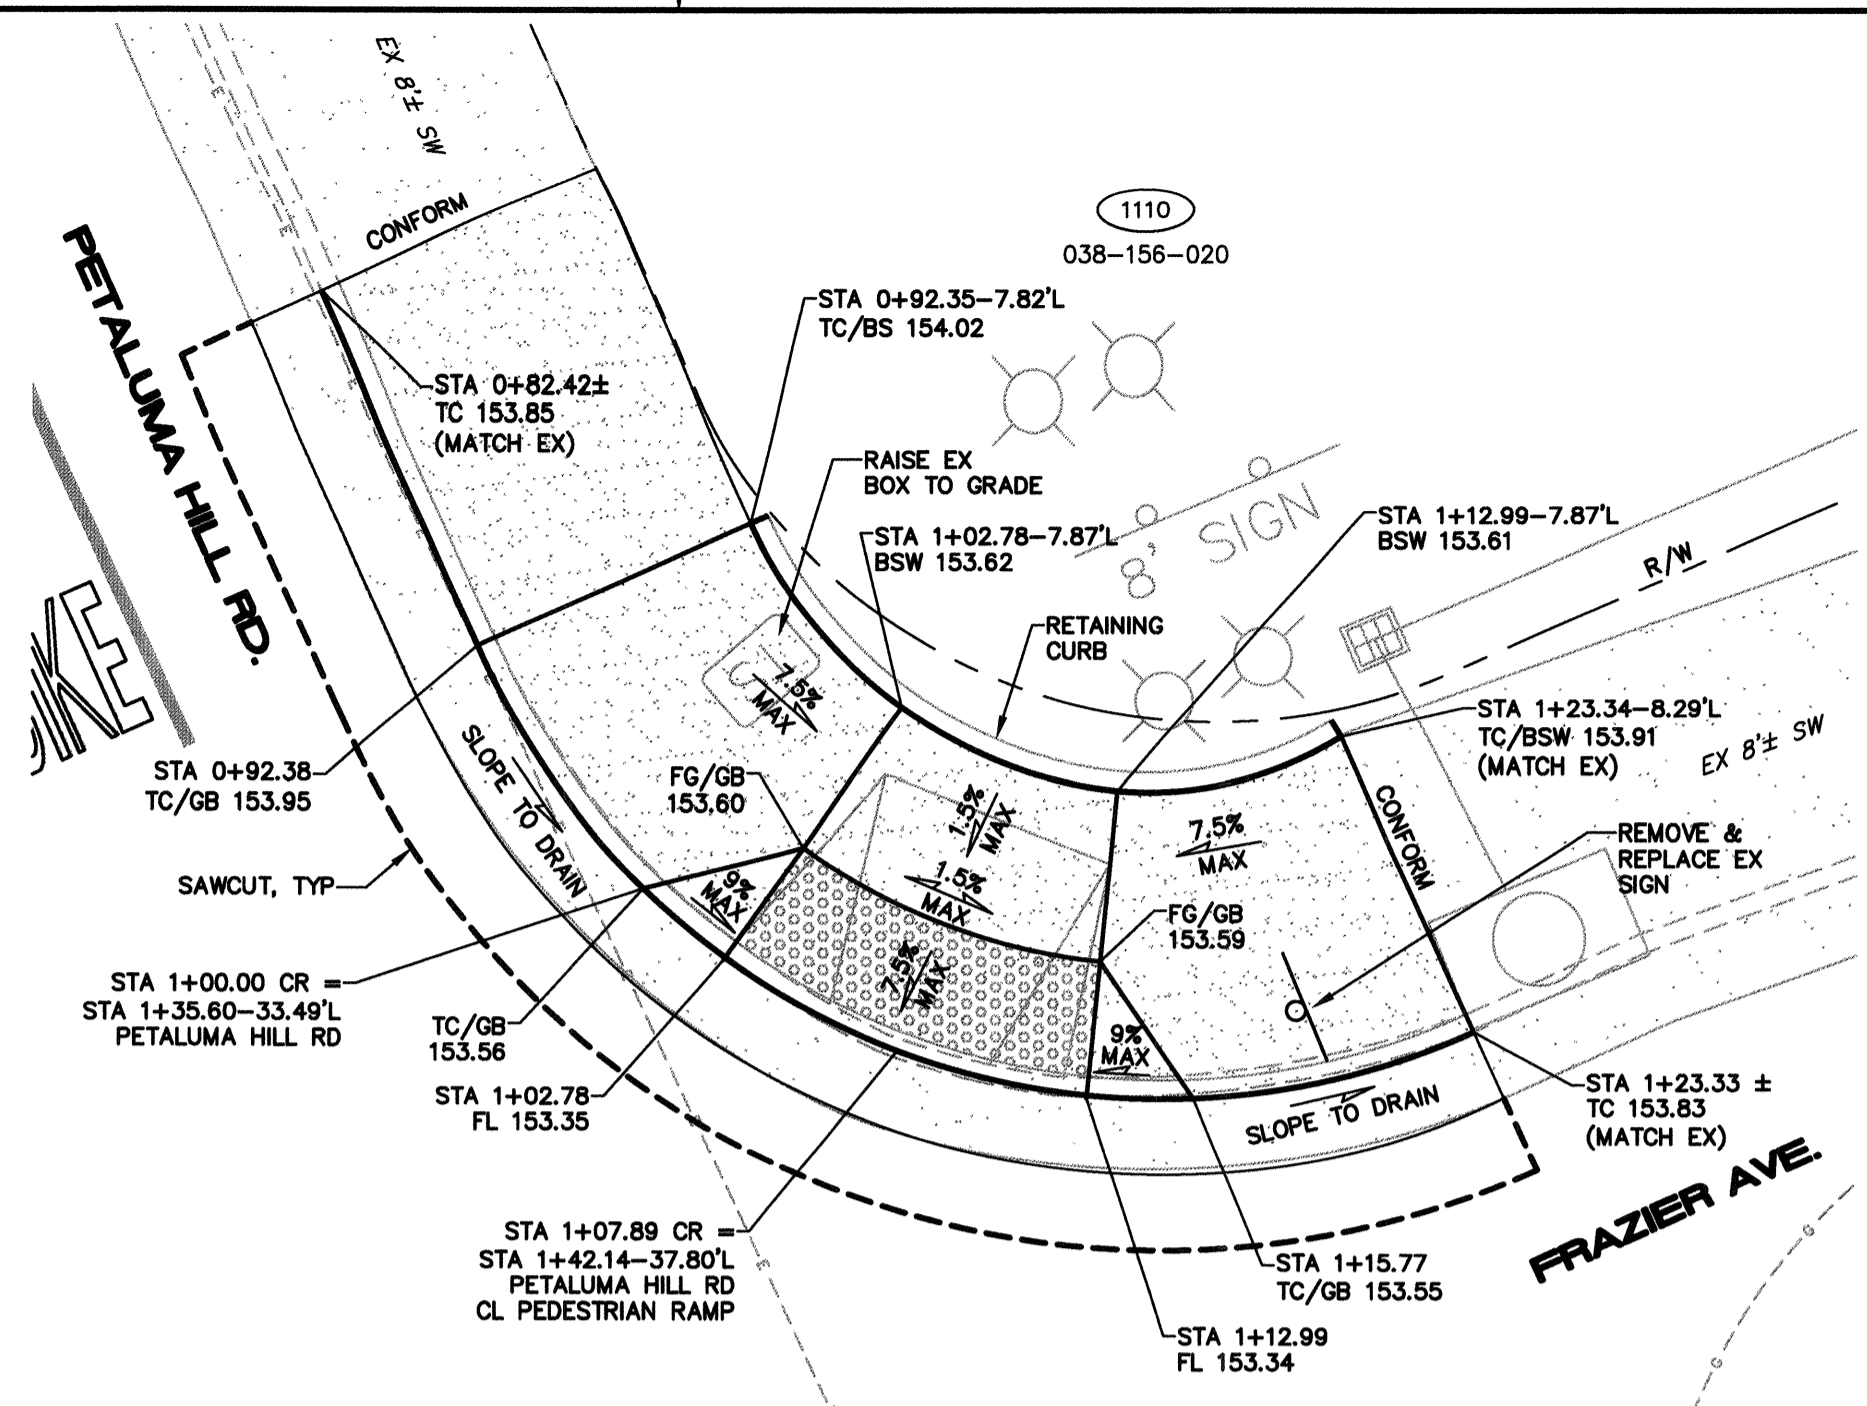 EX 8'± SW
CONFORM
PETALUMA HILL RD.
1110
038-156-020
STA 0+92.35-7.82'L
TC/BS 154.02
STA 0+82.42±
TC 153.85
(MATCH EX)
RAISE EX
BOX TO GRADE
STA 1+02.78-7.87'L
BSW 153.62
8' SIGN
STA 1+12.99-7.87'L
BSW 153.61
R/W
RETAINING
CURB
7.5%
MAX
STA 1+23.34-8.29'L
TC/BSW 153.91
(MATCH EX)
EX 8'± SW
STA 0+92.38
TC/GB 153.95
SLOPE TO DRAIN
FG/GB
153.60
1.5%
MAX
1.5%
MAX
7.5%
MAX
CONFORM
REMOVE &
REPLACE EX
SIGN
SAWCUT, TYP
9%
MAX
FG/GB
153.59
7.5%
MAX
STA 1+00.00 CR =
STA 1+35.60-33.49'L
PETALUMA HILL RD
TC/GB
153.56
9%
MAX
STA 1+02.78
FL 153.35
SLOPE TO DRAIN
STA 1+23.33 ±
TC 153.83
(MATCH EX)
FRAZIER AVE.
STA 1+07.89 CR =
STA 1+42.14-37.80'L
PETALUMA HILL RD
CL PEDESTRIAN RAMP
STA 1+15.77
TC/GB 153.55
STA 1+12.99
FL 153.34
E
E
E
E
G
G